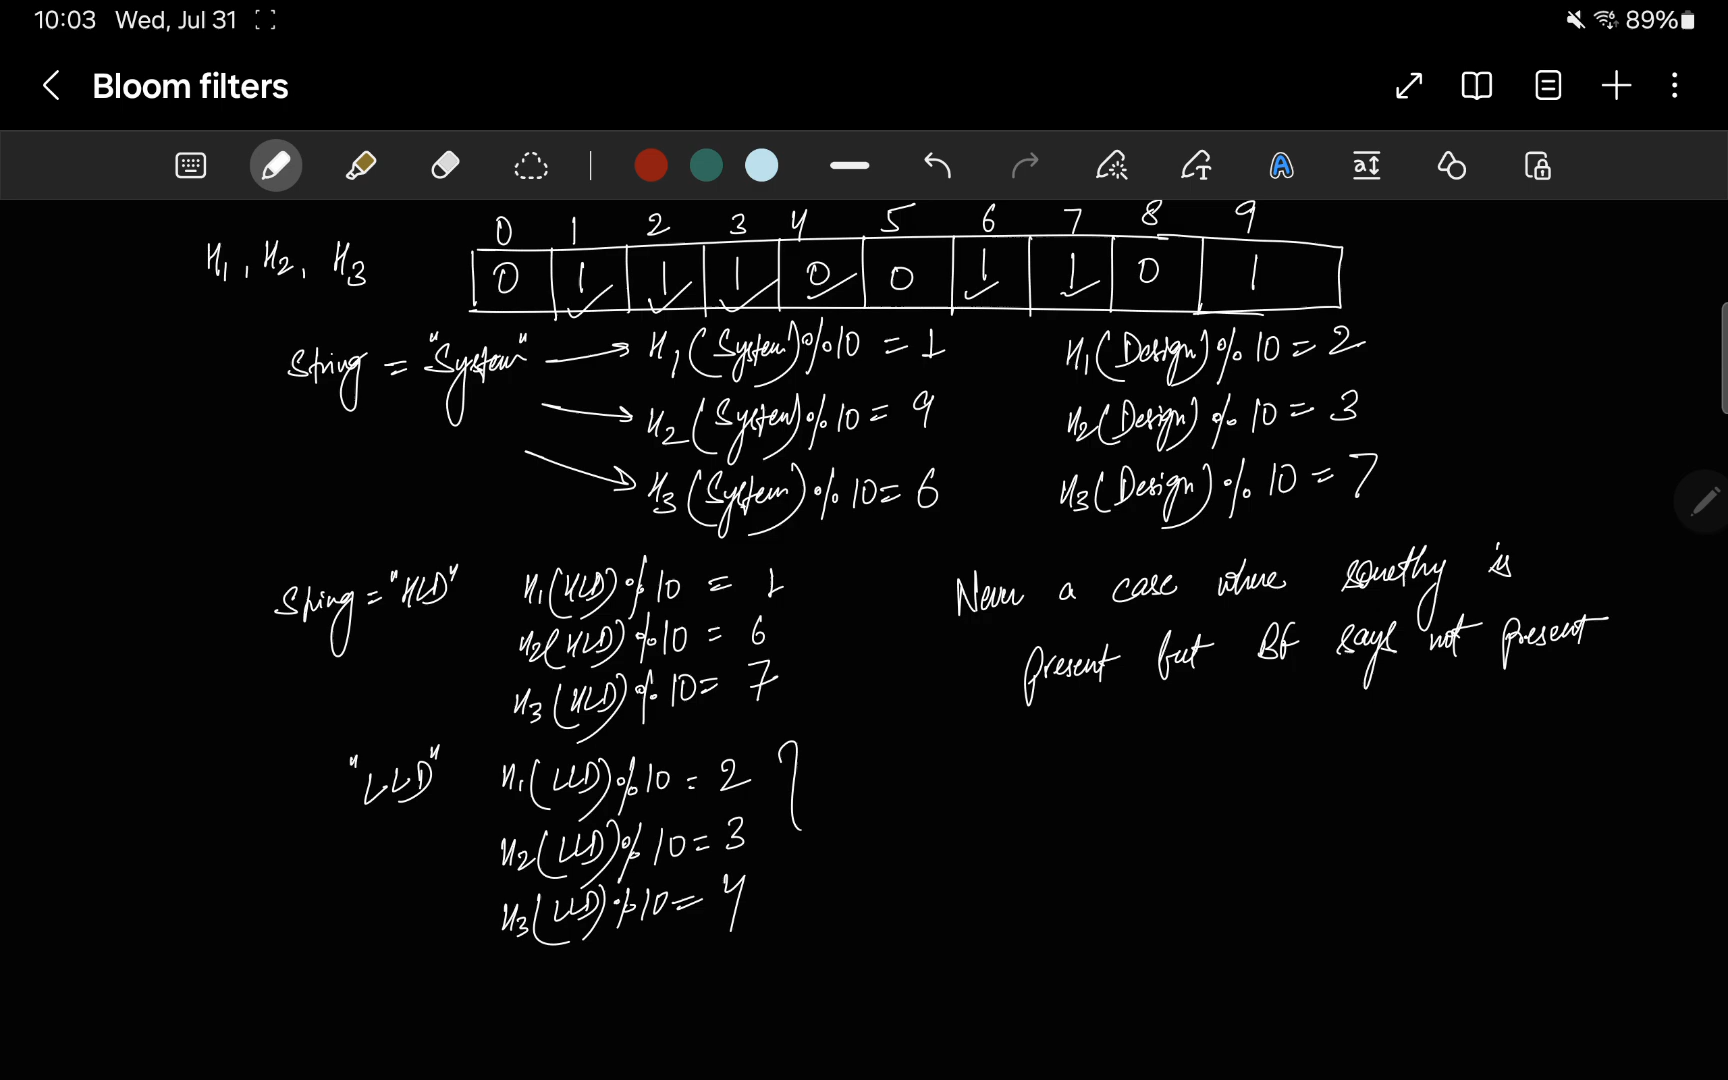 10:03 Wed, Jul 31 89%
Bloom filters
0 1 2 3 4 5 6 7 8 9
H1, H2, H3 0 1 1 1 0 0 1 1 0 1
String = "System" → H1(System)%10 = 1 H1(Design)%10 = 2
→ H2(System)%10 = 9 H2(Design)%10 = 3
→ H3(System)%10 = 6 H3(Design)%10 = 7
String = "HLD" H1(HLD)%10 = 1
H2(HLD)%10 = 6
H3(HLD)%10 = 7
Never a case where somethy is
present but BF says not present
"LLD" H1(LLD)%10 = 2
H2(LLD)%10 = 3
H3(LLD)%10 = 4